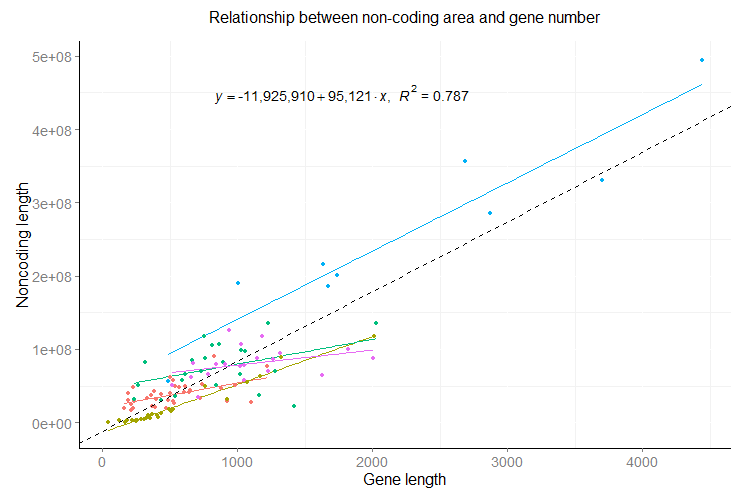 Relationship between non-coding area and gene number
y = -11,925,910 + 95,121 · x, R² = 0.787
Noncoding length
5e+08
4e+08
3e+08
2e+08
1e+08
0e+00
0 1000 2000 3000 4000
Gene length